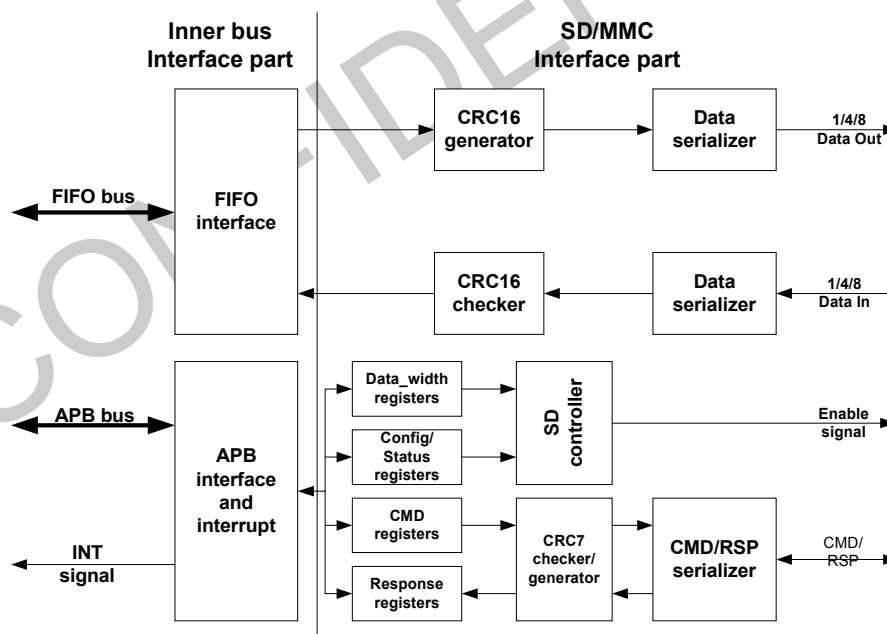 Inner bus
Interface part
SD/MMC
Interface part
CRC16
generator
Data
serializer
1/4/8
Data Out
FIFO bus
FIFO
interface
CRC16
checker
Data
serializer
1/4/8
Data In
APB bus
APB
interface
and
interrupt
INT
signal
Data_width
registers
Config/
Status
registers
CMD
registers
Response
registers
SD
controller
Enable
signal
CRC7
checker/
generator
CMD/RSP
serializer
CMD/
RSP